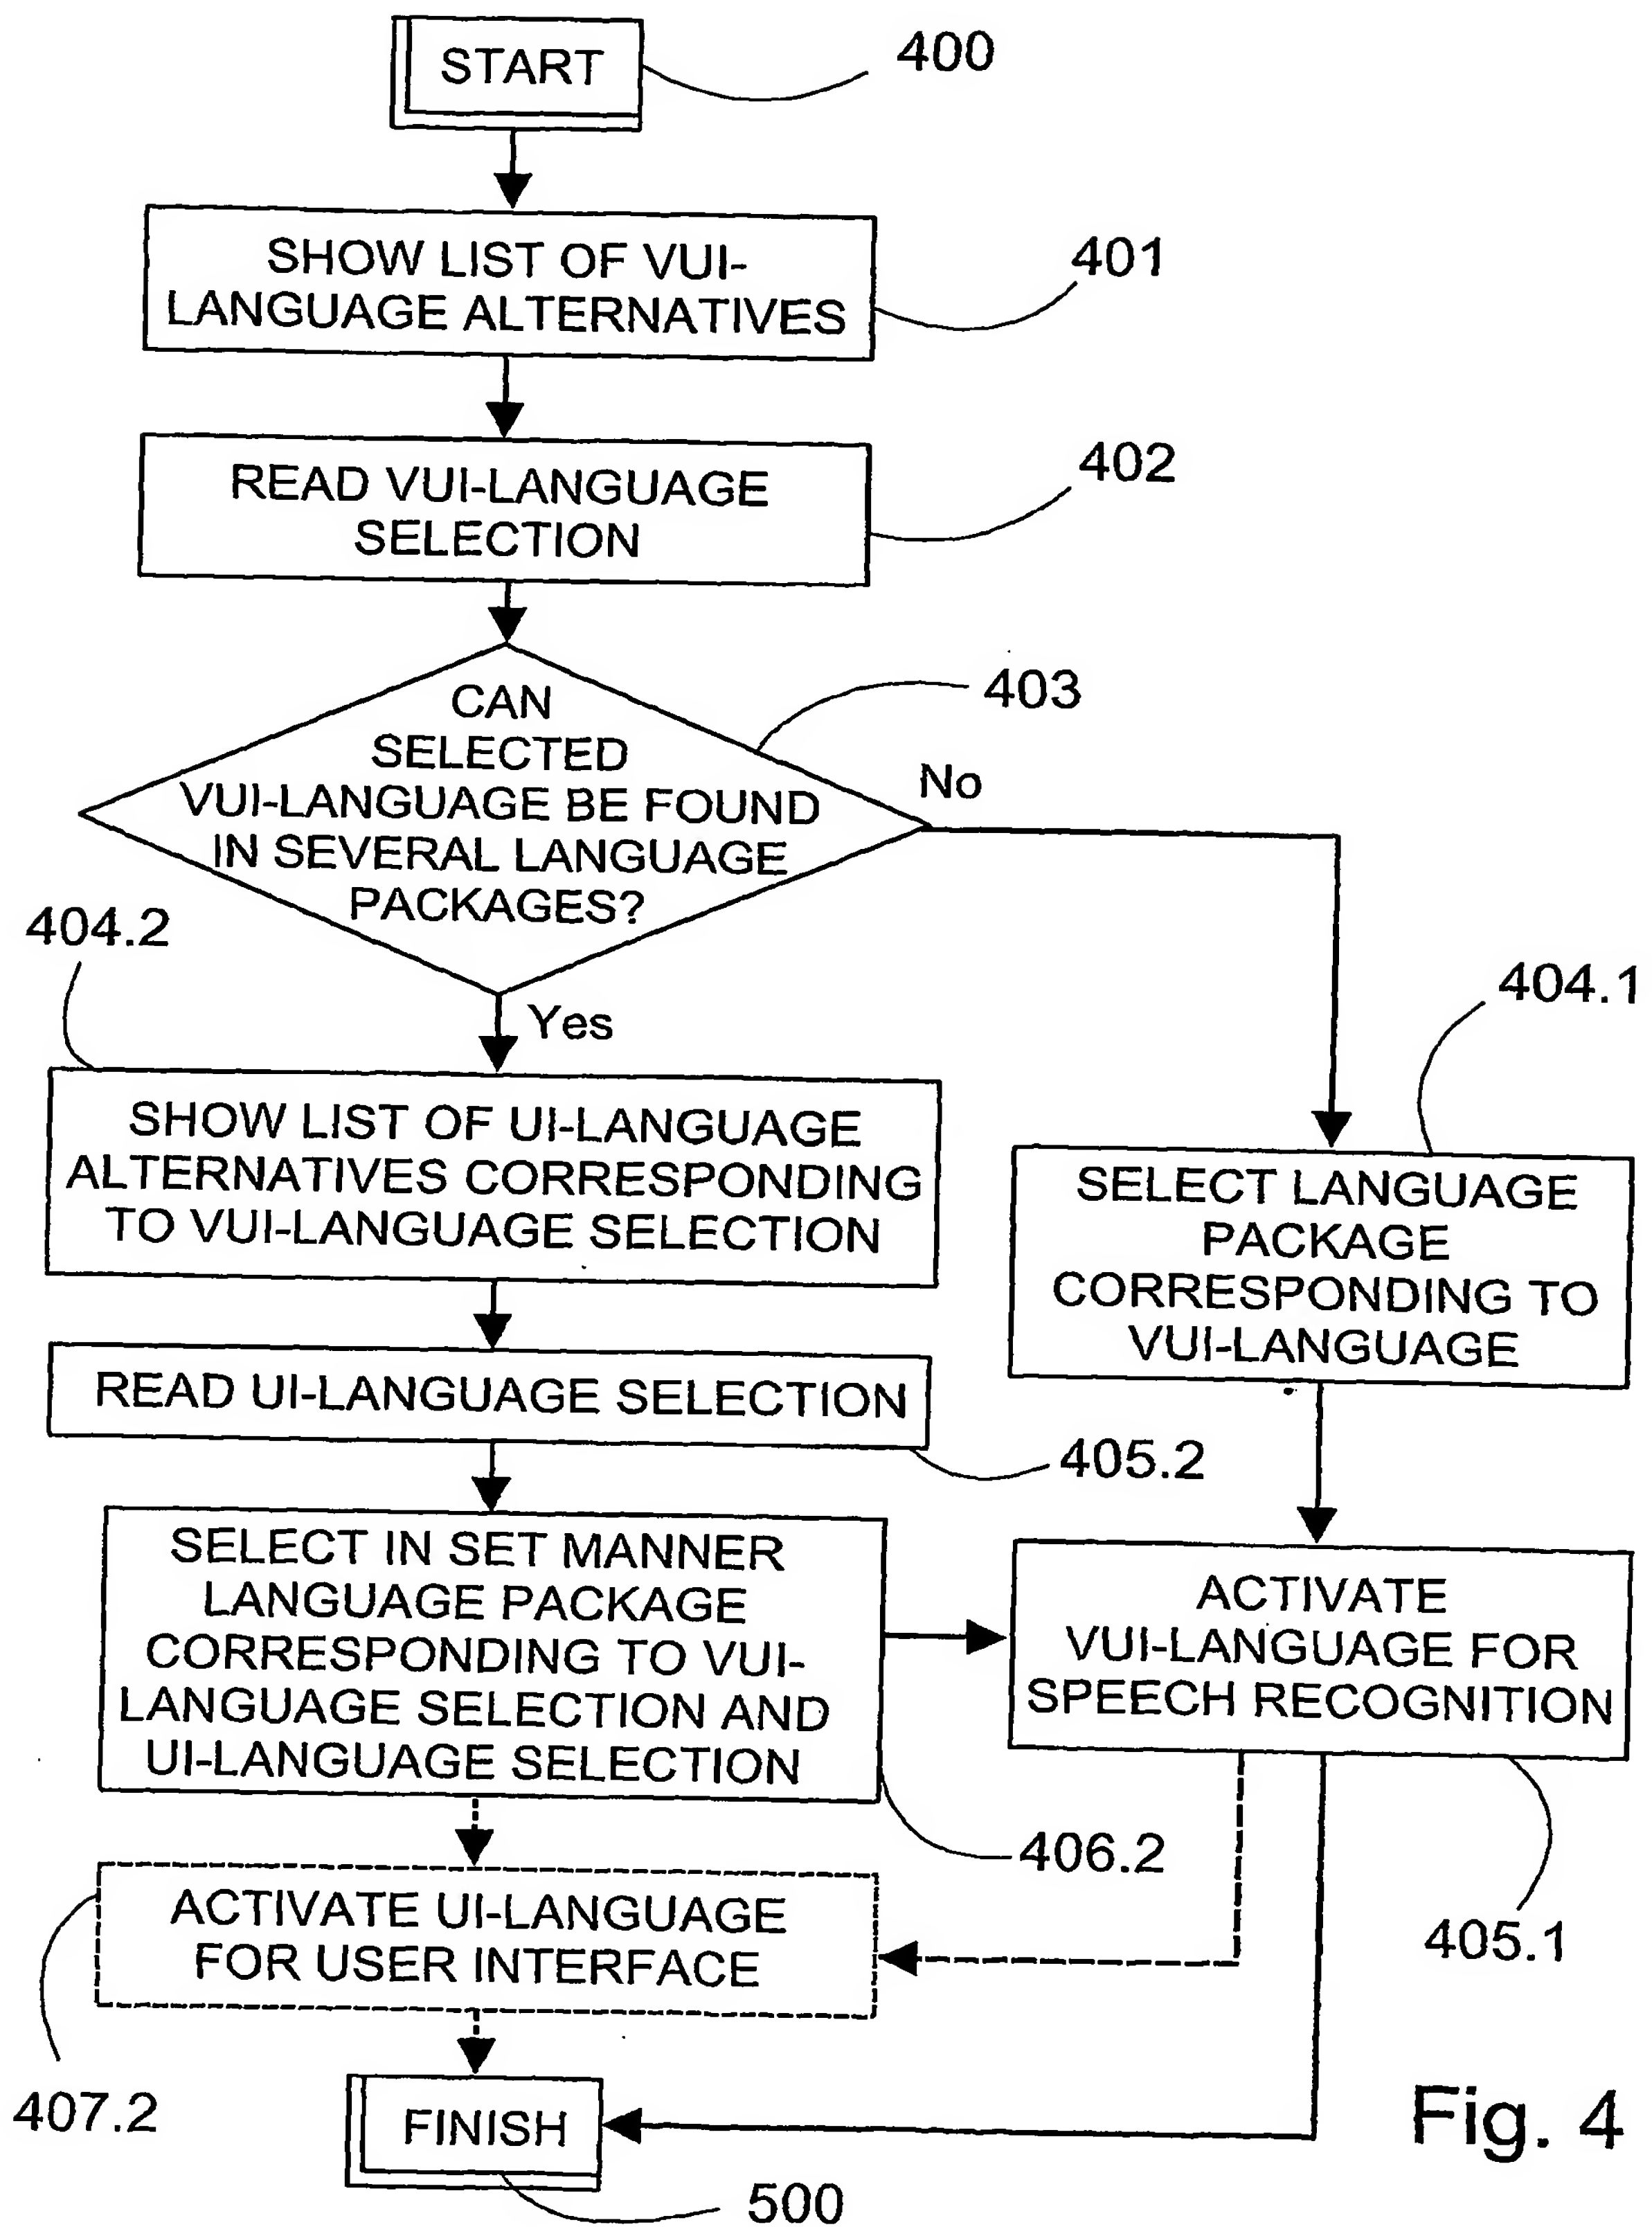 START
400
SHOW LIST OF VUI-
LANGUAGE ALTERNATIVES
401
READ VUI-LANGUAGE
SELECTION
402
CAN
SELECTED
VUI-LANGUAGE BE FOUND
IN SEVERAL LANGUAGE
PACKAGES?
403
No
Yes
404.2
SHOW LIST OF UI-LANGUAGE
ALTERNATIVES CORRESPONDING
TO VUI-LANGUAGE SELECTION
404.1
SELECT LANGUAGE
PACKAGE
CORRESPONDING TO
VUI-LANGUAGE
READ UI-LANGUAGE SELECTION
405.2
SELECT IN SET MANNER
LANGUAGE PACKAGE
CORRESPONDING TO VUI-
LANGUAGE SELECTION AND
UI-LANGUAGE SELECTION
406.2
ACTIVATE
VUI-LANGUAGE FOR
SPEECH RECOGNITION
405.1
ACTIVATE UI-LANGUAGE
FOR USER INTERFACE
407.2
FINISH
500
Fig. 4